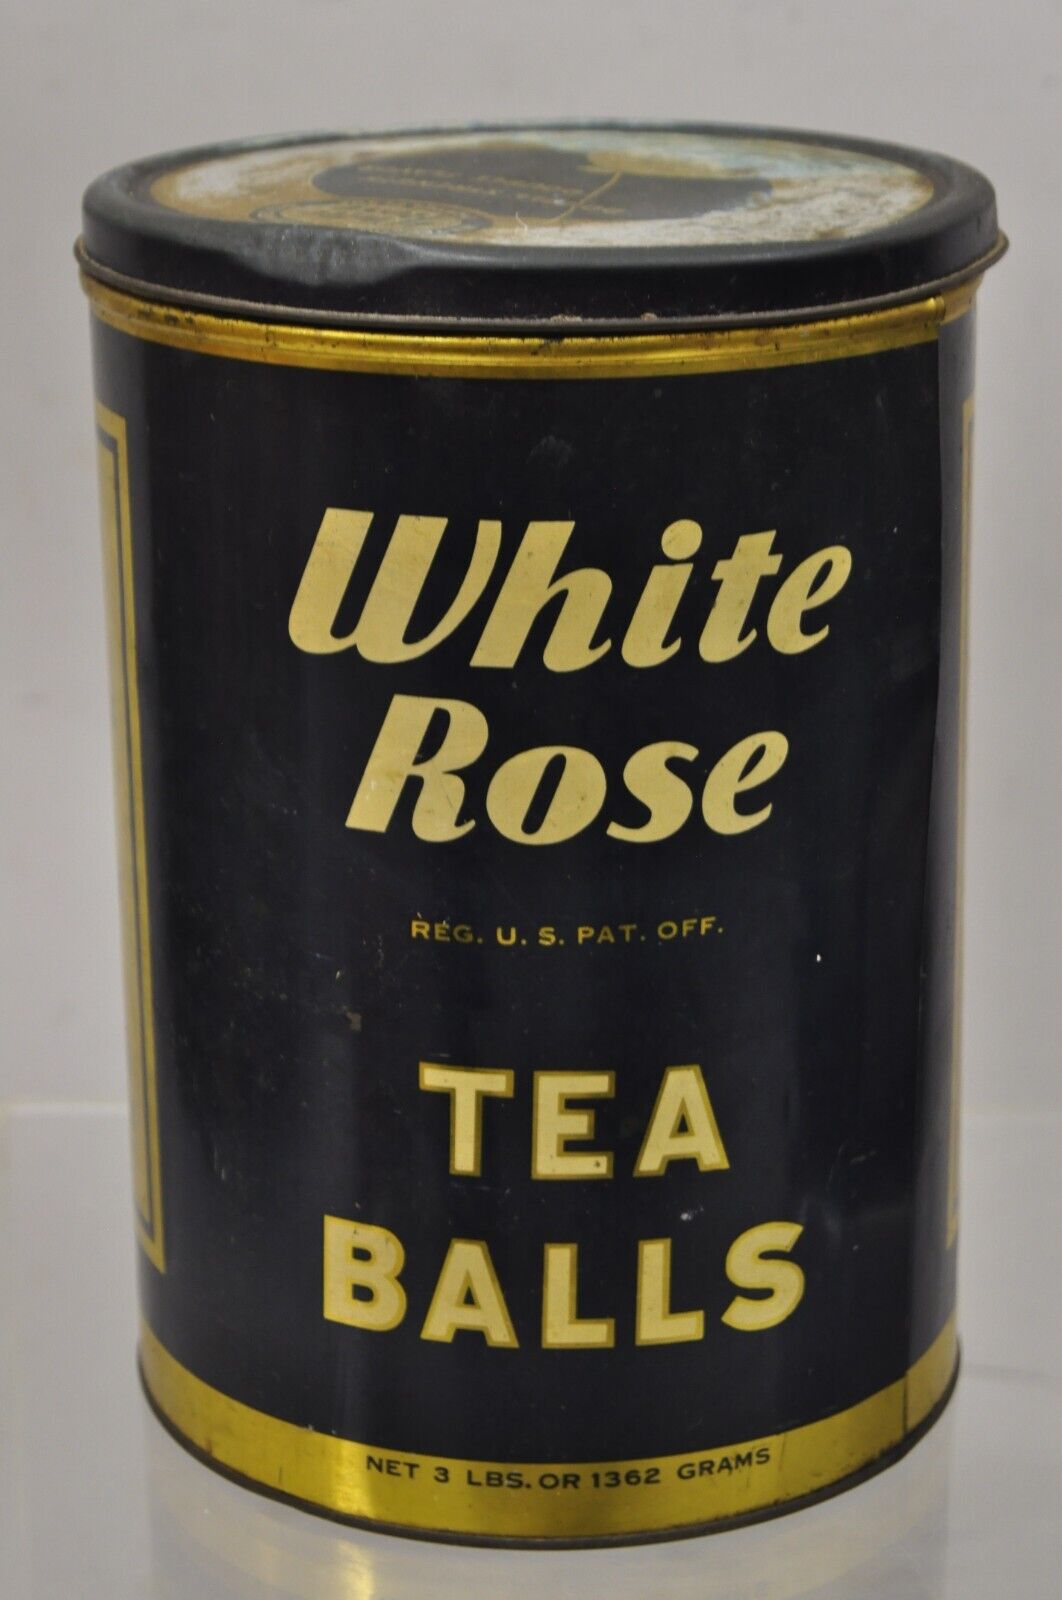 White
Rose
REG. U. S. PAT. OFF.
TEA
BALLS
NET 3 LBS. OR 1362 GRAMS